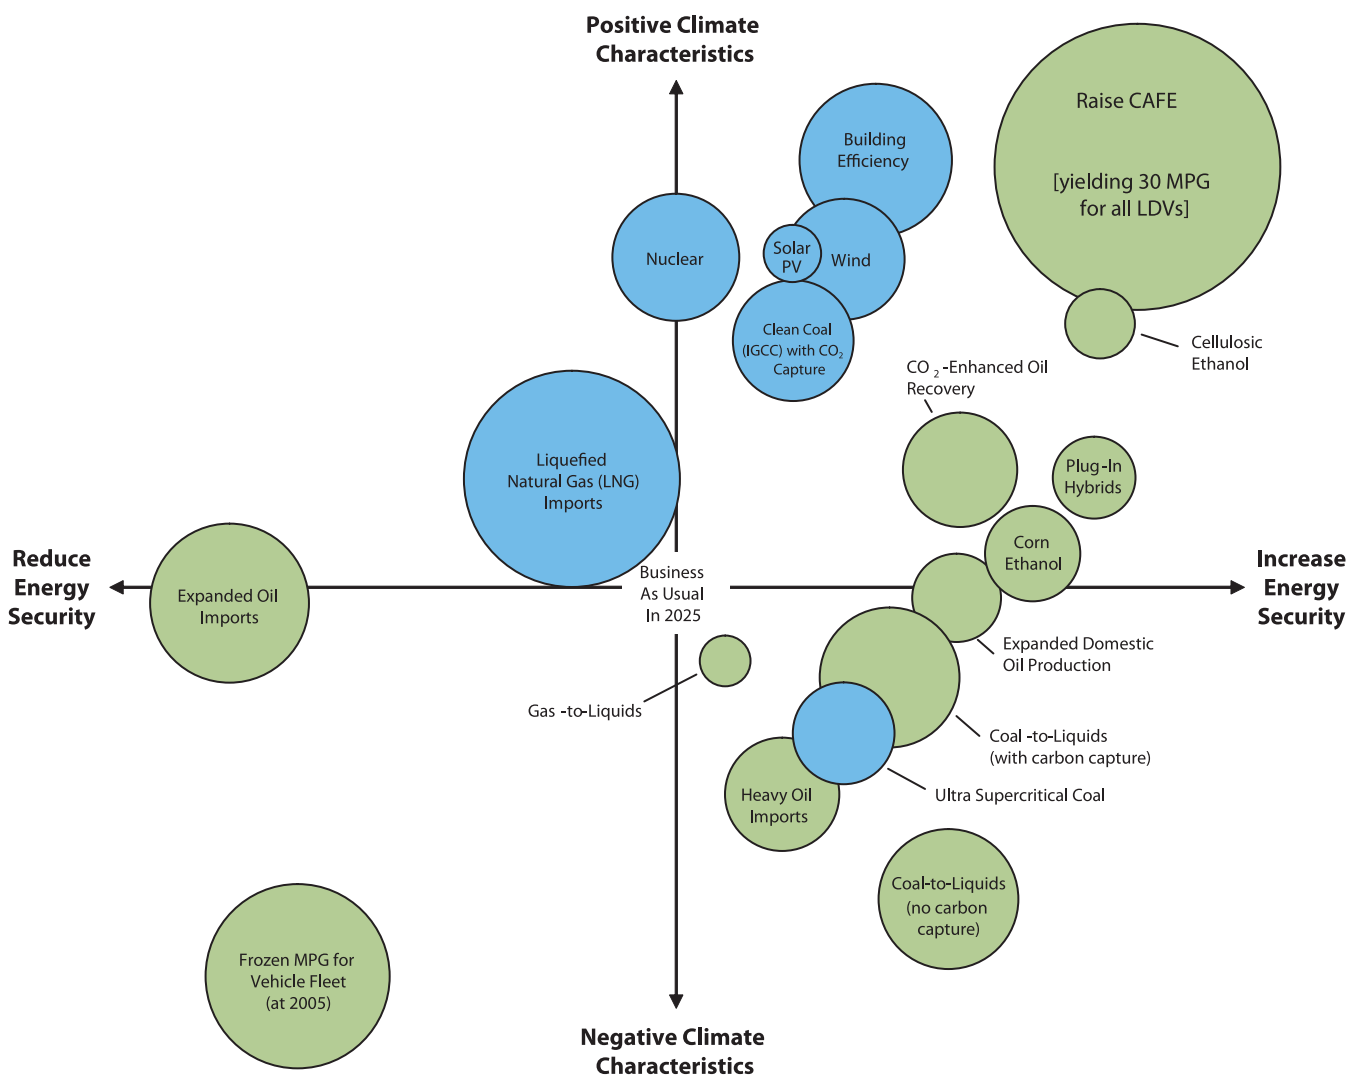 Positive Climate
Characteristics
Raise CAFE
[yielding 30 MPG
for all LDVs]
Building
Efficiency
Nuclear
Solar
PV
Wind
Clean Coal
(IGCC) with CO₂
Capture
Cellulosic
Ethanol
CO₂-Enhanced Oil
Recovery
Liquefied
Natural Gas (LNG)
Imports
Plug-In
Hybrids
Corn
Ethanol
Reduce
Energy
Security
Expanded Oil
Imports
Business
As Usual
In 2025
Increase
Energy
Security
Expanded Domestic
Oil Production
Gas -to-Liquids
Coal -to-Liquids
(with carbon capture)
Ultra Supercritical Coal
Heavy Oil
Imports
Coal-to-Liquids
(no carbon
capture)
Frozen MPG for
Vehicle Fleet
(at 2005)
Negative Climate
Characteristics